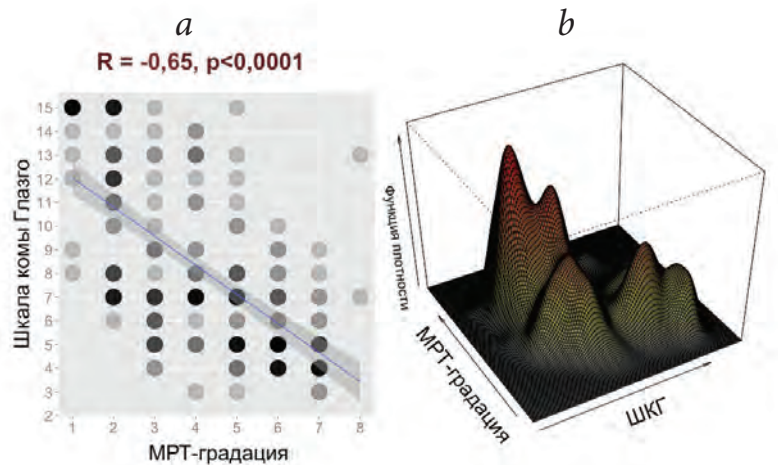 a
R = -0,65, p<0,0001
15
14
13
12
11
10
9
8
7
6
5
4
3
2
Шкала комы Глазго
1 2 3 4 5 6 7 8
МРТ-градация
b
Функция плотности
МРТ-градация
ШКГ